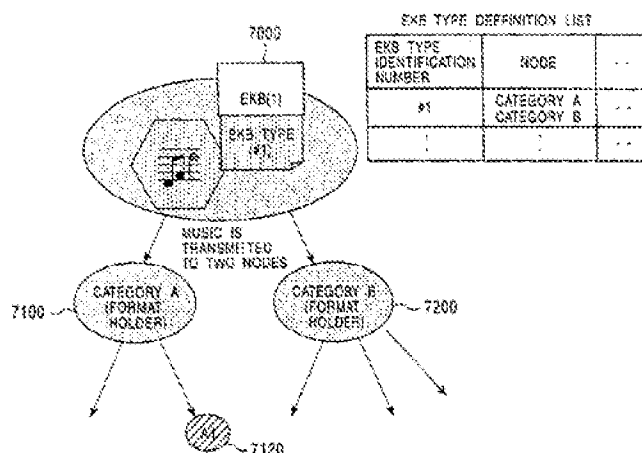 7000
EKB TYPE DEFINITION LIST
EKB TYPE
IDENTIFICATION
NUMBER
NODE
#1
CATEGORY A
CATEGORY B
EKB(1)
EKB TYPE
(#1)
MUSIC IS
TRANSMITTED
TO TWO NODES
CATEGORY A
(FORMAT
HOLDER)
7100
CATEGORY B
(FORMAT
HOLDER)
7200
A1
7120